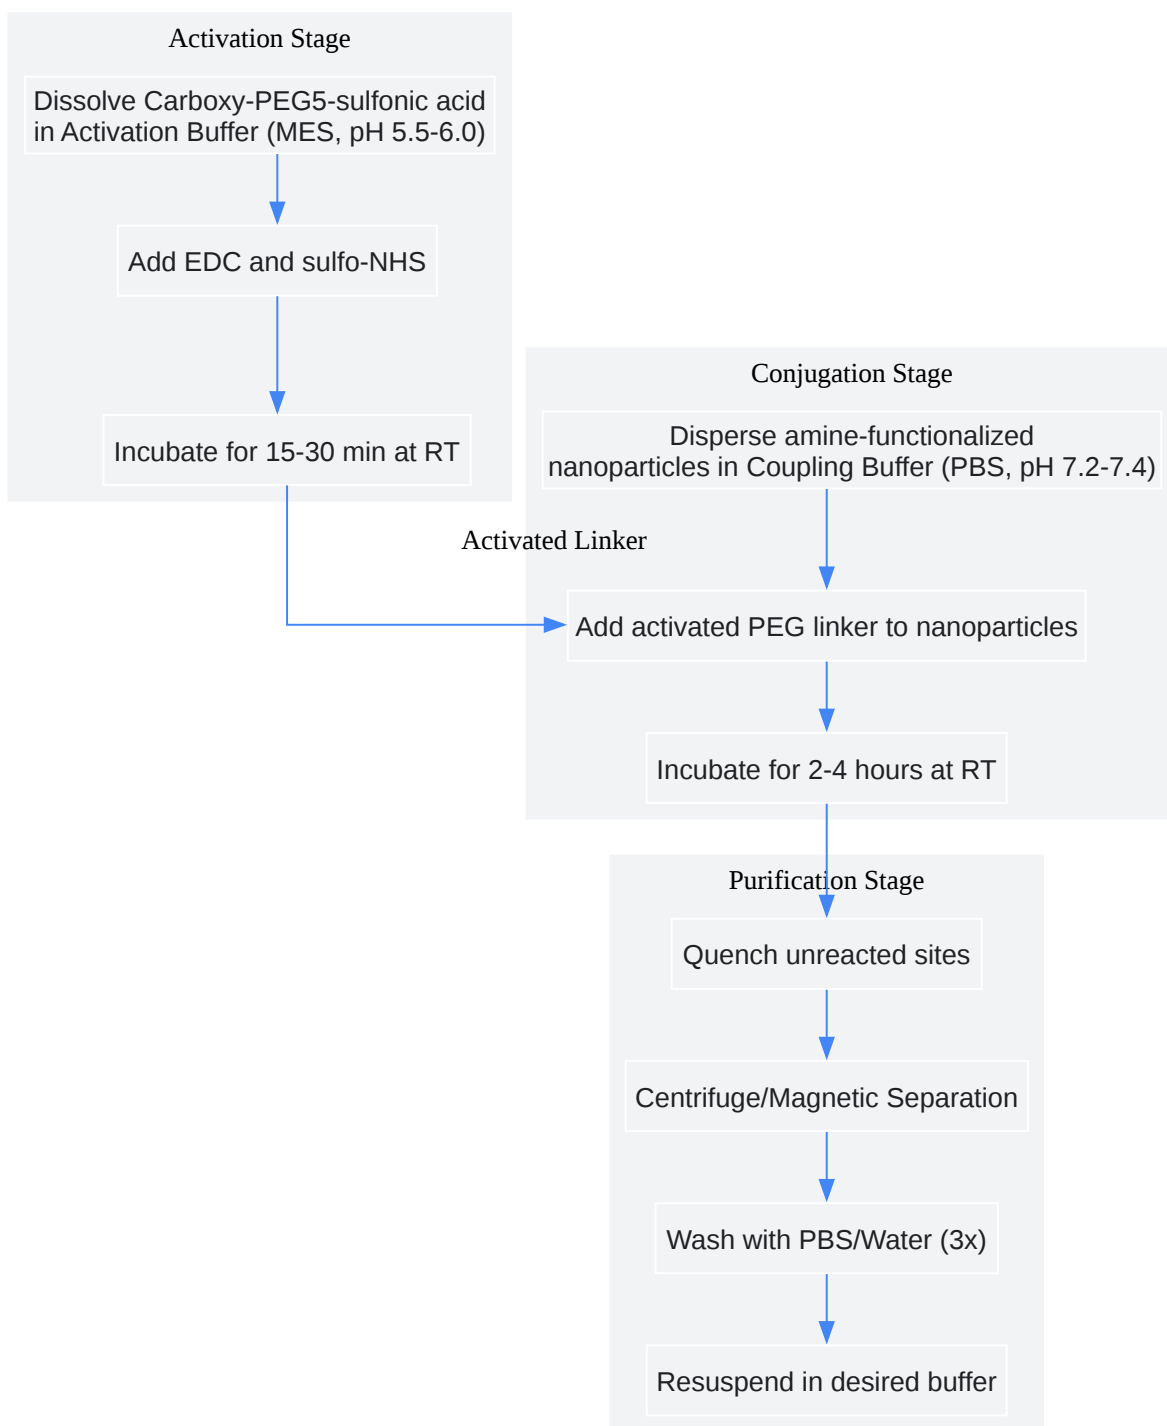 Activation Stage
Dissolve Carboxy-PEG5-sulfonic acid
in Activation Buffer (MES, pH 5.5-6.0)
Add EDC and sulfo-NHS
Incubate for 15-30 min at RT
Conjugation Stage
Disperse amine-functionalized
nanoparticles in Coupling Buffer (PBS, pH 7.2-7.4)
Activated Linker
Add activated PEG linker to nanoparticles
Incubate for 2-4 hours at RT
Purification Stage
Quench unreacted sites
Centrifuge/Magnetic Separation
Wash with PBS/Water (3x)
Resuspend in desired buffer